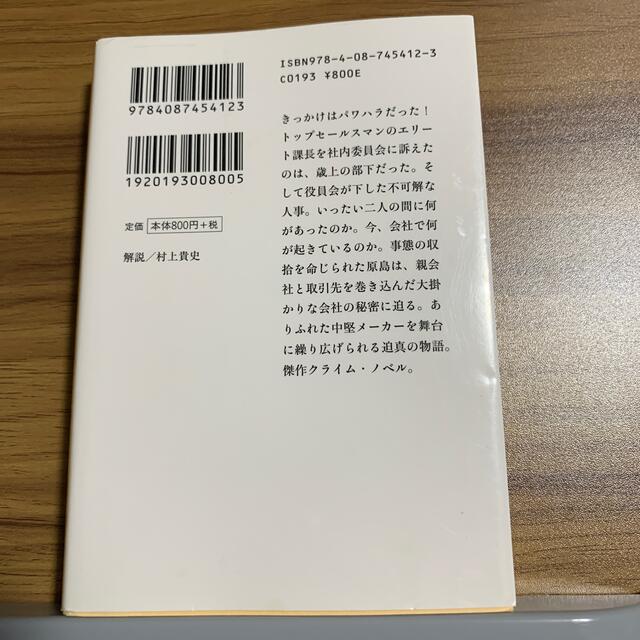 ISBN978-4-08-745412-3
C0193 ¥800E
9784087454123
1920193008005
定価 本体800円+税
解説/村上貴史
きっかけはパワハラだった!
トップセールスマンのエリー
ト課長を社内委員会に訴えた
のは、歳上の部下だった。そ
して役員会が下した不可解な
人事。いったい二人の間に何
があったのか。今、会社で何
が起きているのか。事態の収
拾を命じられた原島は、親会
社と取引先を巻き込んだ大掛
かりな会社の秘密に迫る。あ
りふれた中堅メーカーを舞台
に繰り広げられる迫真の物語。
傑作クライム・ノベル。